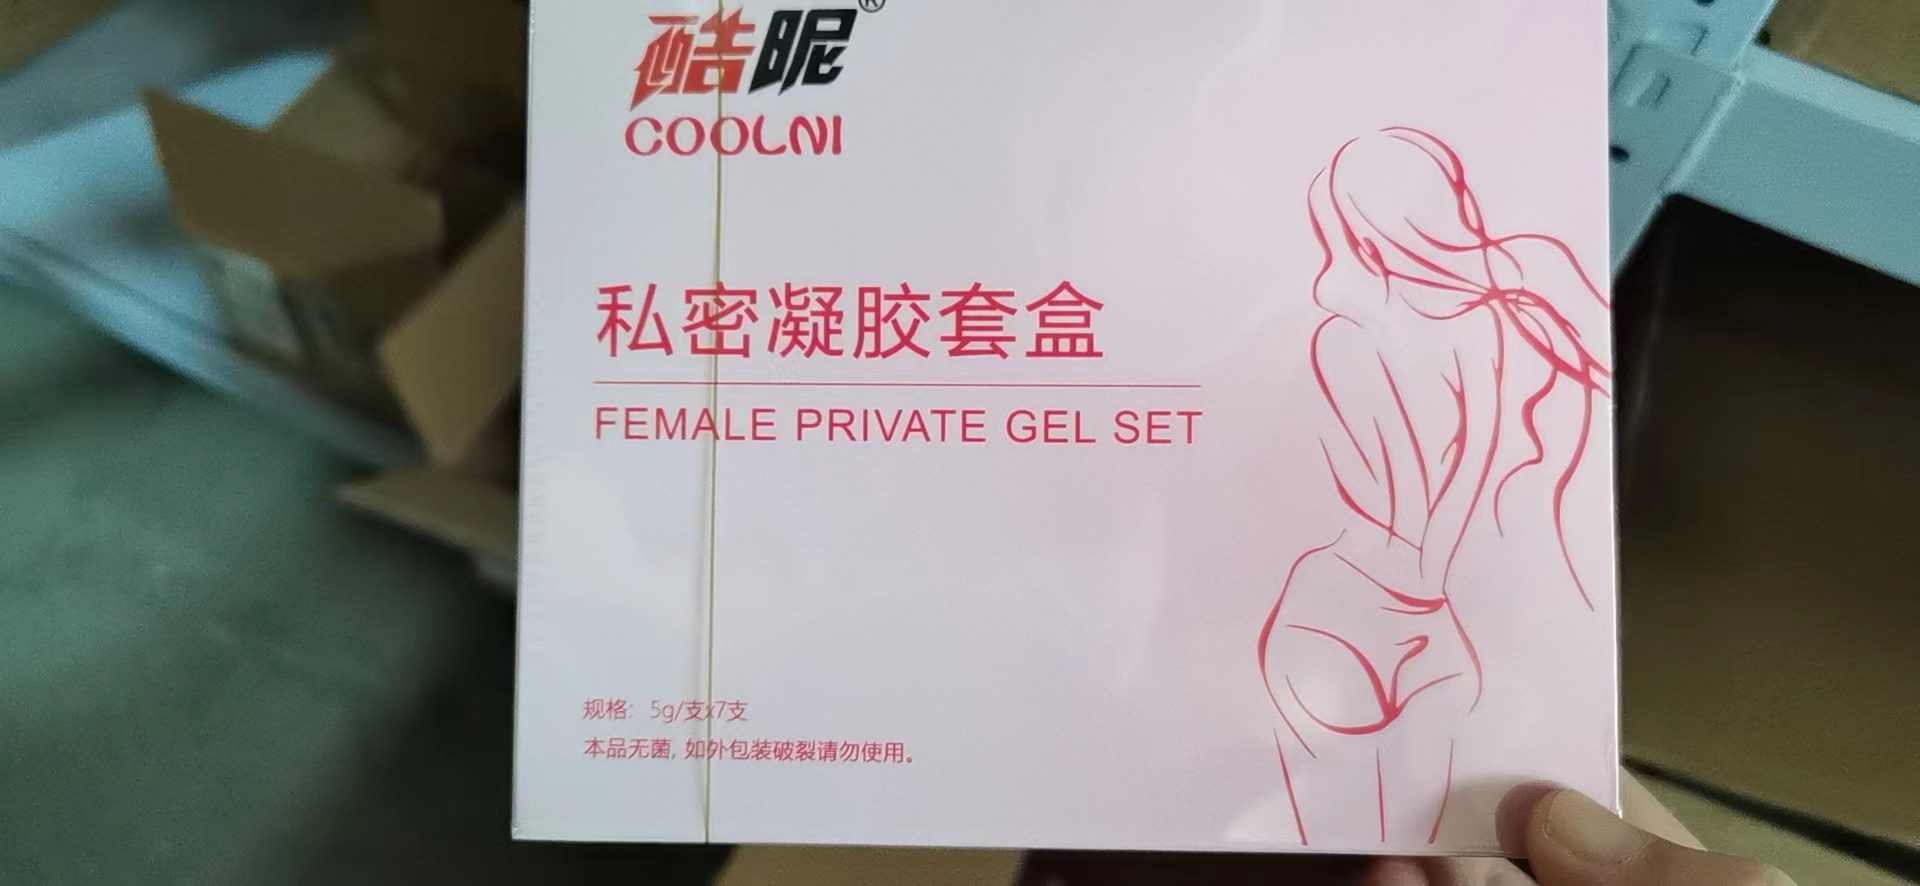 酷昵®
COOLNI
私密凝胶套盒
FEMALE PRIVATE GEL SET
规格: 5g/支x7支
本品无菌, 如外包装破裂请勿使用。